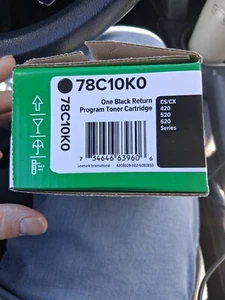 78C10K0
78C10K0
One Black Return
Program Toner Cartridge
CS/CX
420
520
620
Series
7 34646 63960 6
Lexmark International